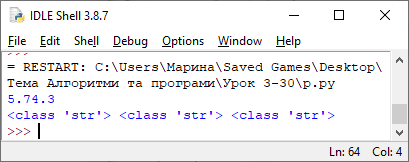 IDLE Shell 3.8.7
File Edit Shell Debug Options Window Help
>>>
= RESTART: C:\Users\Марина\Saved Games\Desktop\
Тема Алгоритми та програми\Урок 3-30\р.py
5.74.3
<class 'str'> <class 'str'> <class 'str'>
>>>
Ln: 64 Col: 4